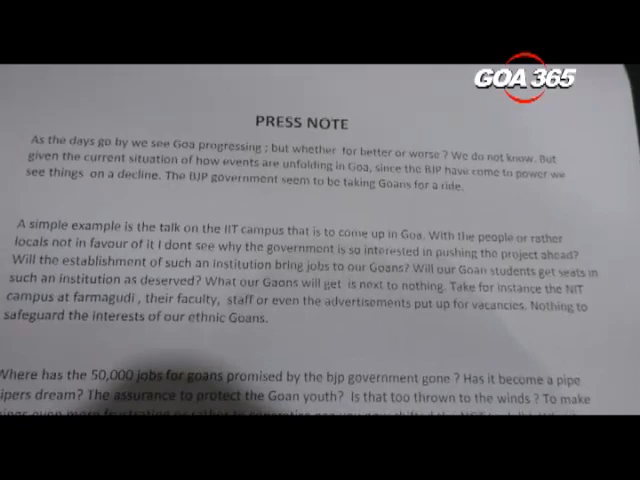 GOA 365
PRESS NOTE
As the days go by we see Goa progressing ; but whether for better or worse ? We do not know. But
given the current situation of how events are unfolding in Goa, since the BJP have come to power we
see things on a decline. The BJP government seem to be taking Goans for a ride.
A simple example is the talk on the IIT campus that is to come up in Goa. With the people or rather
locals not in favour of it I dont see why the government is so interested in pushing the project ahead?
Will the establishment of such an institution bring jobs to our Goans? Will our Goan students get seats in
such an institution as deserved? What our Gaons will get is next to nothing. Take for instance the NIT
campus at farmagudi , their faculty, staff or even the advertisements put up for vacancies. Nothing to
safeguard the interests of our ethnic Goans.
Where has the 50,000 jobs for goans promised by the bjp government gone ? Has it become a pipe
ipers dream? The assurance to protect the Goan youth? Is that too thrown to the winds ? To make
even more frustrating